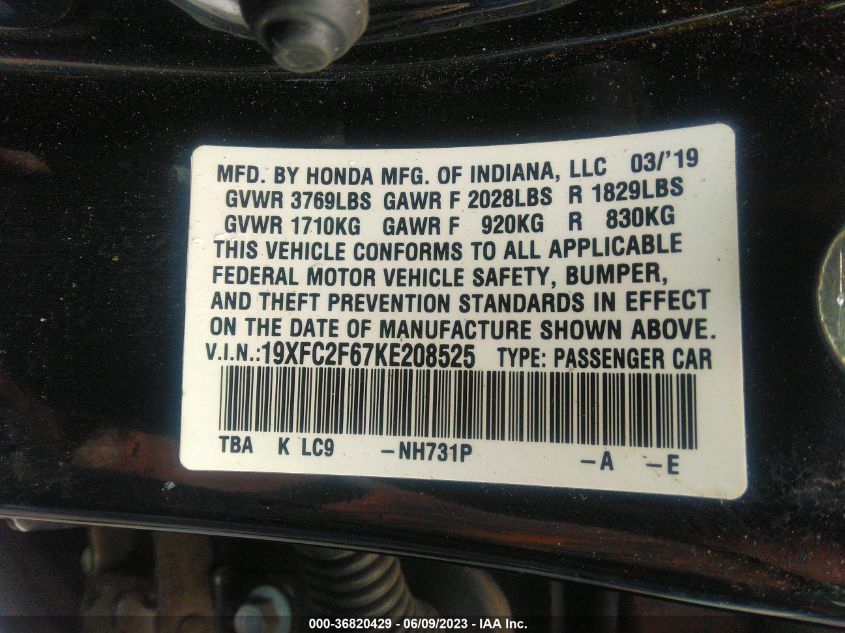 MFD. BY HONDA MFG. OF INDIANA, LLC 03/'19
GVWR 3769LBS GAWR F 2028LBS R 1829LBS
GVWR 1710KG GAWR F 920KG R 830KG
THIS VEHICLE CONFORMS TO ALL APPLICABLE
FEDERAL MOTOR VEHICLE SAFETY, BUMPER,
AND THEFT PREVENTION STANDARDS IN EFFECT
ON THE DATE OF MANUFACTURE SHOWN ABOVE.
V.I.N.:19XFC2F67KE208525 TYPE: PASSENGER CAR
TBA K LC9 -NH731P -A -E
000-36820429 - 06/09/2023 - IAA Inc.